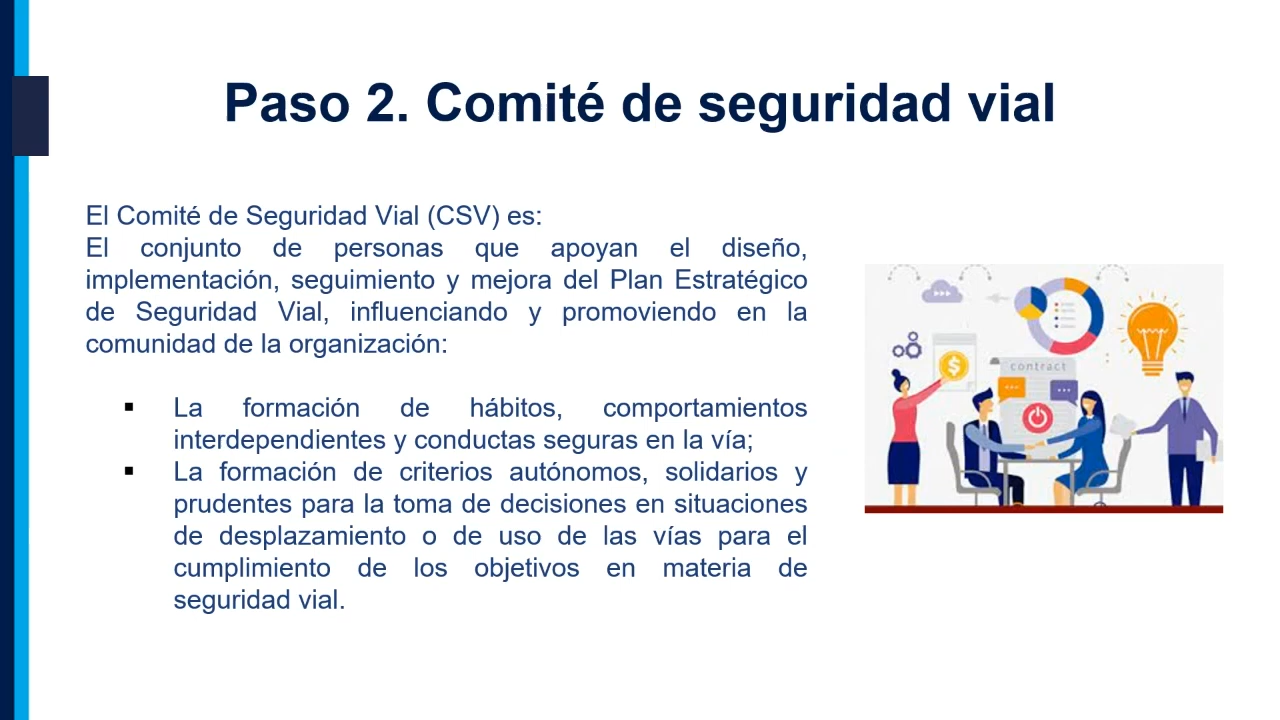 Paso 2. Comité de seguridad vial
El Comité de Seguridad Vial (CSV) es:
El conjunto de personas que apoyan el diseño,
implementación, seguimiento y mejora del Plan Estratégico
de Seguridad Vial, influenciando y promoviendo en la
comunidad de la organización:
▪ La formación de hábitos, comportamientos
interdependientes y conductas seguras en la vía;
▪ La formación de criterios autónomos, solidarios y
prudentes para la toma de decisiones en situaciones
de desplazamiento o de uso de las vías para el
cumplimiento de los objetivos en materia de
seguridad vial.
$
contract